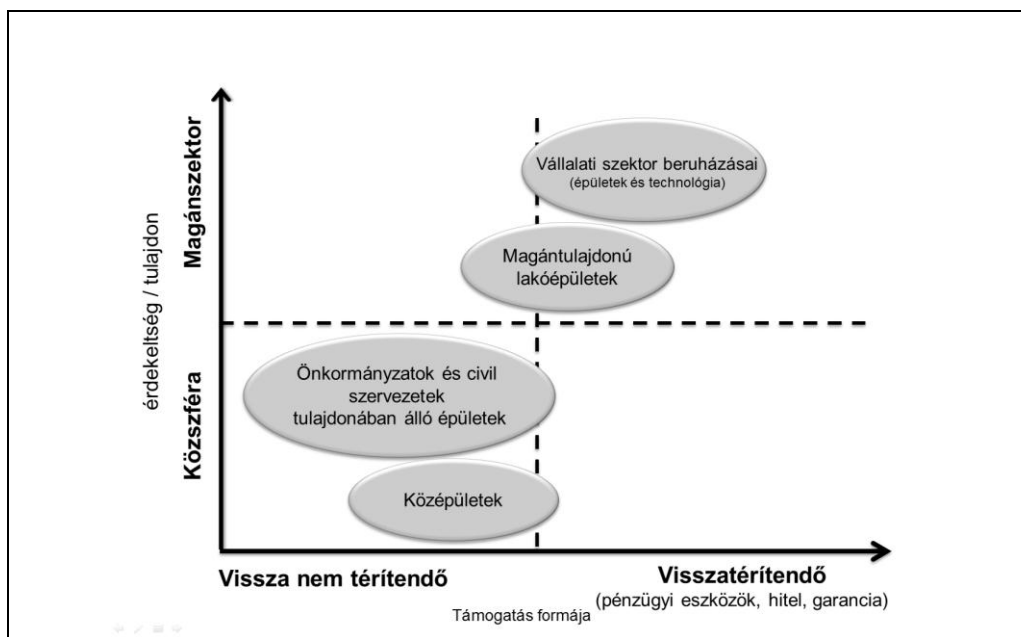 érdekeltség / tulajdon
Magánszektor
Közszféra
Vállalati szektor beruházásai
(épületek és technológia)
Magántulajdonú
lakóépületek
Önkormányzatok és civil
szervezetek
tulajdonában álló épületek
Középületek
Vissza nem térítendő
Visszatérítendő
(pénzügyi eszközök, hitel, garancia)
Támogatás formája